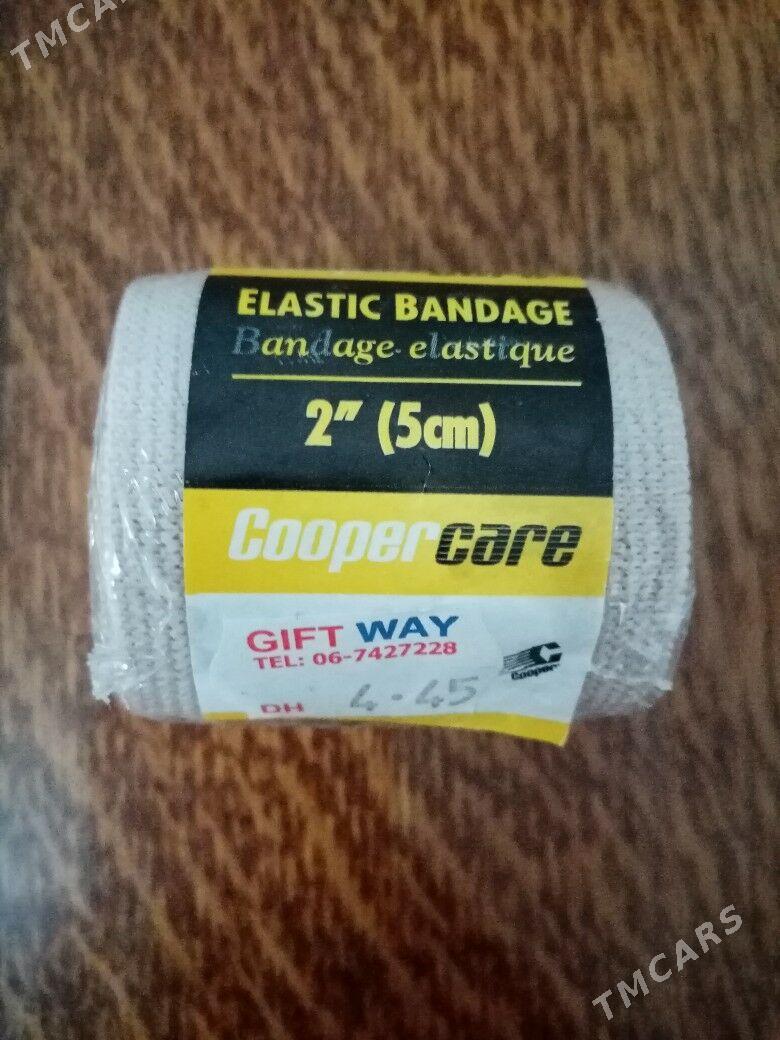 TMCARS
ELASTIC BANDAGE
Bandage elastique
2" (5cm)
Coopercare
GIFT WAY
TEL: 06-7427228
Cooper
DH 4.45
TMCARS